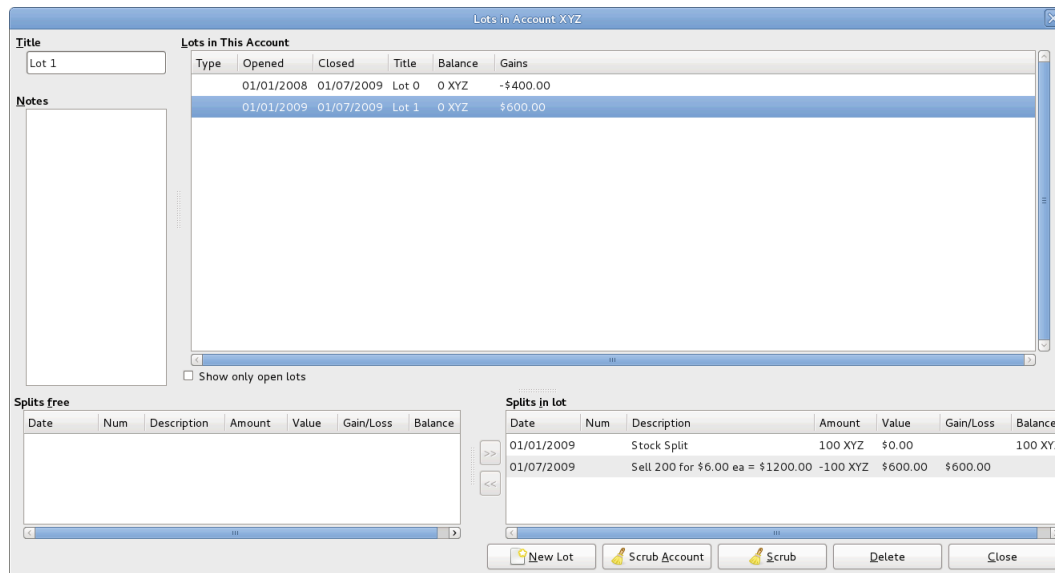 Lots in Account XYZ
Title
Lot 1
Notes
Lots in This Account
Type Opened Closed Title Balance Gains
01/01/2008 01/07/2009 Lot 0 0 XYZ -$400.00
01/01/2009 01/07/2009 Lot 1 0 XYZ $600.00
Show only open lots
Splits free
Date Num Description Amount Value Gain/Loss Balance
>>
<<
Splits in lot
Date Num Description Amount Value Gain/Loss Balance
01/01/2009 Stock Split 100 XYZ $0.00 100 XY
01/07/2009 Sell 200 for $6.00 ea = $1200.00 -100 XYZ $600.00 $600.00
New Lot Scrub Account Scrub Delete Close